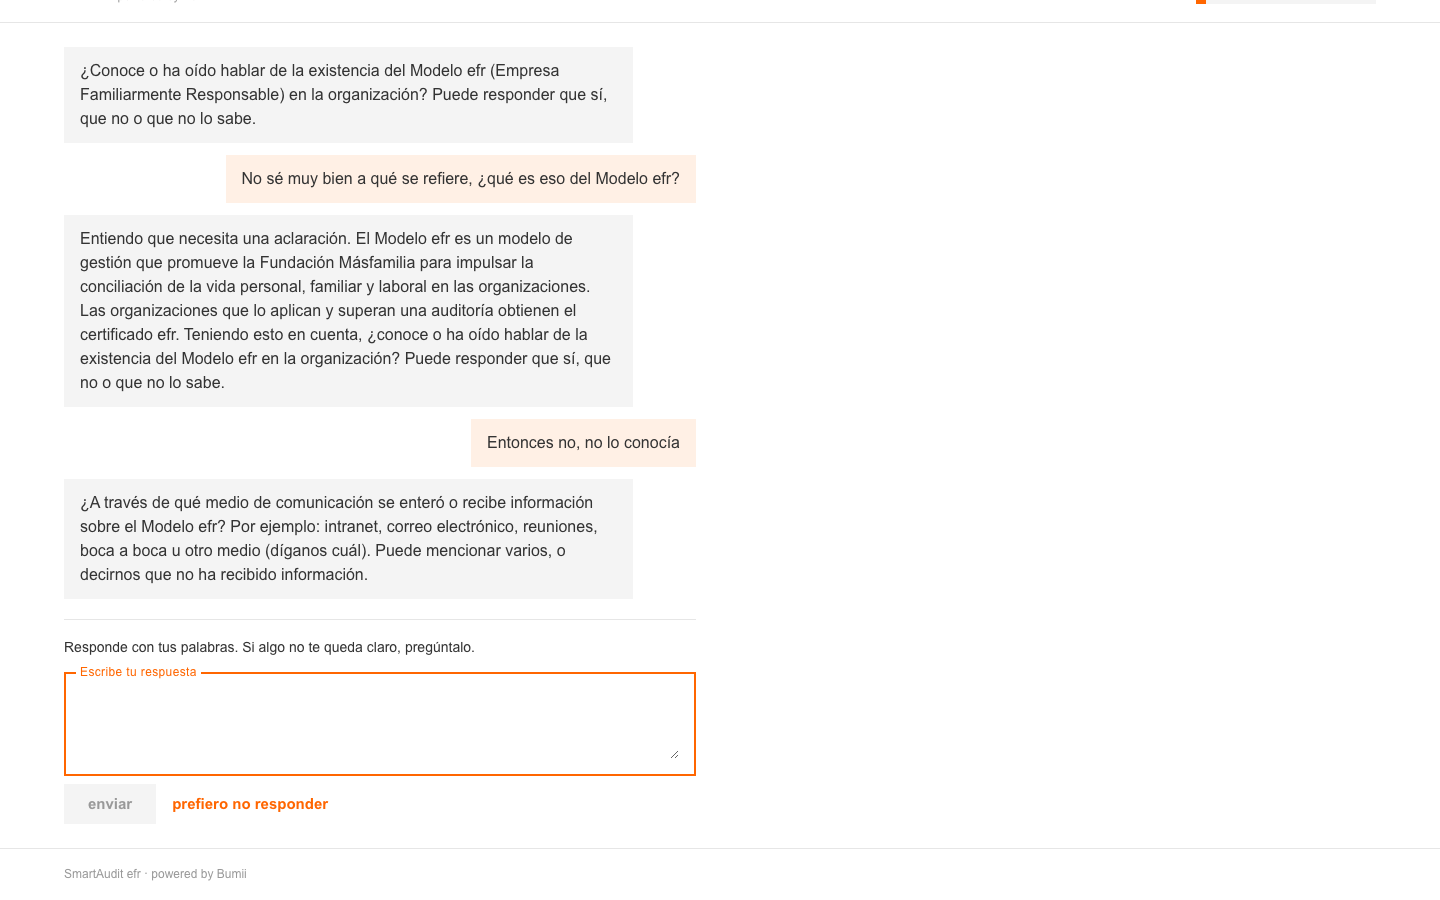 ¿Conoce o ha oído hablar de la existencia del Modelo efr (Empresa
Familiarmente Responsable) en la organización? Puede responder que sí,
que no o que no lo sabe.
No sé muy bien a qué se refiere, ¿qué es eso del Modelo efr?
Entiendo que necesita una aclaración. El Modelo efr es un modelo de
gestión que promueve la Fundación Másfamilia para impulsar la
conciliación de la vida personal, familiar y laboral en las organizaciones.
Las organizaciones que lo aplican y superan una auditoría obtienen el
certificado efr. Teniendo esto en cuenta, ¿conoce o ha oído hablar de la
existencia del Modelo efr en la organización? Puede responder que sí, que
no o que no lo sabe.
Entonces no, no lo conocía
¿A través de qué medio de comunicación se enteró o recibe información
sobre el Modelo efr? Por ejemplo: intranet, correo electrónico, reuniones,
boca a boca u otro medio (díganos cuál). Puede mencionar varios, o
decirnos que no ha recibido información.
Responde con tus palabras. Si algo no te queda claro, pregúntalo.
Escribe tu respuesta
enviar
prefiero no responder
SmartAudit efr · powered by Bumii